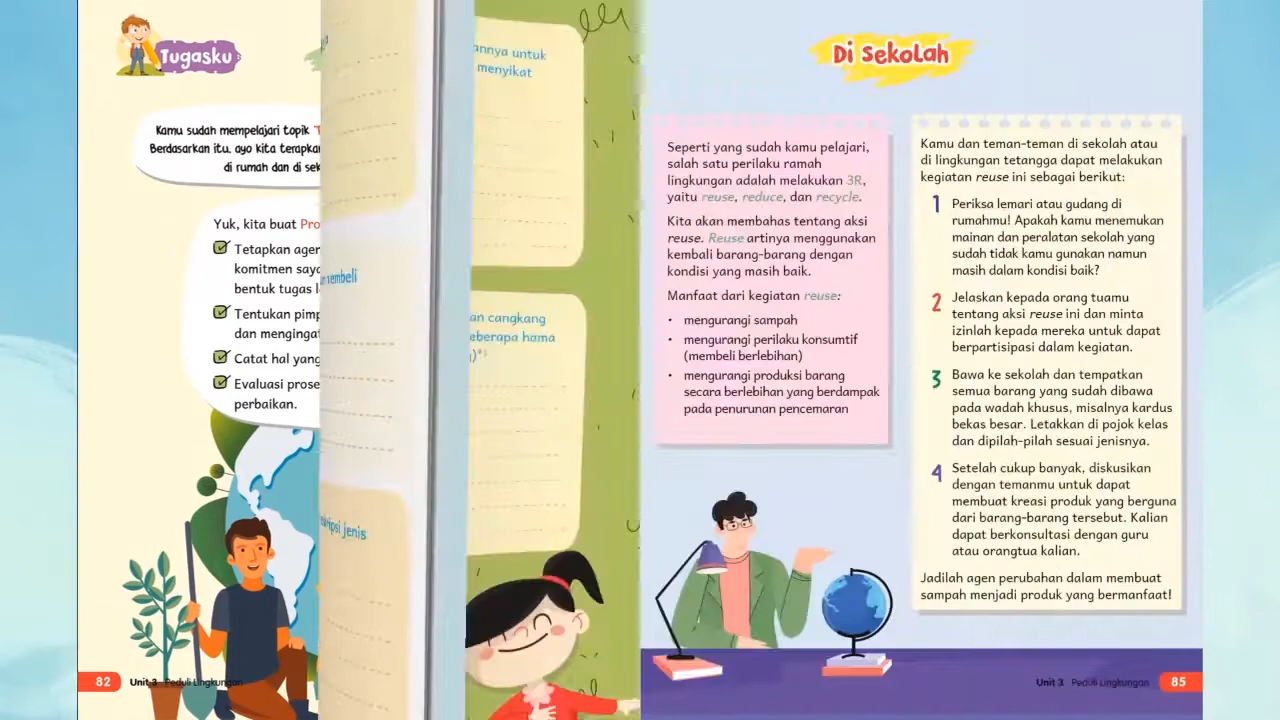 Tugasku
Kamu sudah mempelajari topik
Berdasarkan itu, ayo kita terapkan
di rumah dan di
Yuk, kita buat
Tetapkan
komitmen
bentuk tugas
Tentukan
dan
Catat hal yang
Evaluasi
perbaikan.
82 Unit 3 Peduli Lingkungan
untuk
menyikat
membeli
cangkang
beberapa hama
jenis
Di Sekolah
Seperti yang sudah kamu pelajari,
salah satu perilaku ramah
lingkungan adalah melakukan 3R,
yaitu reuse, reduce, dan recycle.
Kita akan membahas tentang aksi
reuse. Reuse artinya menggunakan
kembali barang-barang dengan
kondisi yang masih baik.
Manfaat dari kegiatan reuse:
• mengurangi sampah
• mengurangi perilaku konsumtif
(membeli berlebihan)
• mengurangi produksi barang
secara berlebihan yang berdampak
pada penurunan pencemaran
Kamu dan teman-teman di sekolah atau
di lingkungan tetangga dapat melakukan
kegiatan reuse ini sebagai berikut:
1 Periksa lemari atau gudang di
rumahmu! Apakah kamu menemukan
mainan dan peralatan sekolah yang
sudah tidak kamu gunakan namun
masih dalam kondisi baik?
2 Jelaskan kepada orang tuamu
tentang aksi reuse ini dan minta
izinlah kepada mereka untuk dapat
berpartisipasi dalam kegiatan.
3 Bawa ke sekolah dan tempatkan
semua barang yang sudah dibawa
pada wadah khusus, misalnya kardus
bekas besar. Letakkan di pojok kelas
dan dipilah-pilah sesuai jenisnya.
4 Setelah cukup banyak, diskusikan
dengan temanmu untuk dapat
membuat kreasi produk yang berguna
dari barang-barang tersebut. Kalian
dapat berkonsultasi dengan guru
atau orangtua kalian.
Jadilah agen perubahan dalam membuat
sampah menjadi produk yang bermanfaat!
Unit 3 Peduli Lingkungan 85